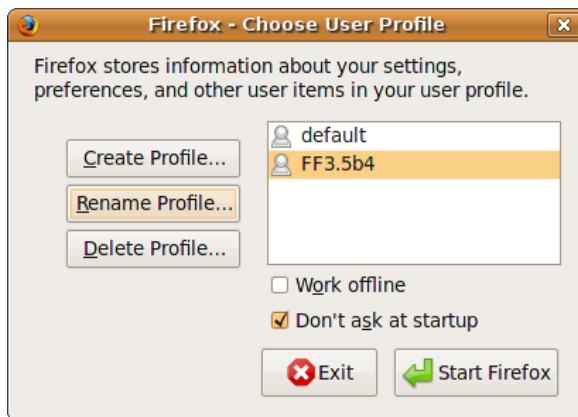 Firefox - Choose User Profile
Firefox stores information about your settings,
preferences, and other user items in your user profile.
Create Profile...
Rename Profile...
Delete Profile...
default
FF3.5b4
Work offline
Don't ask at startup
Exit
Start Firefox